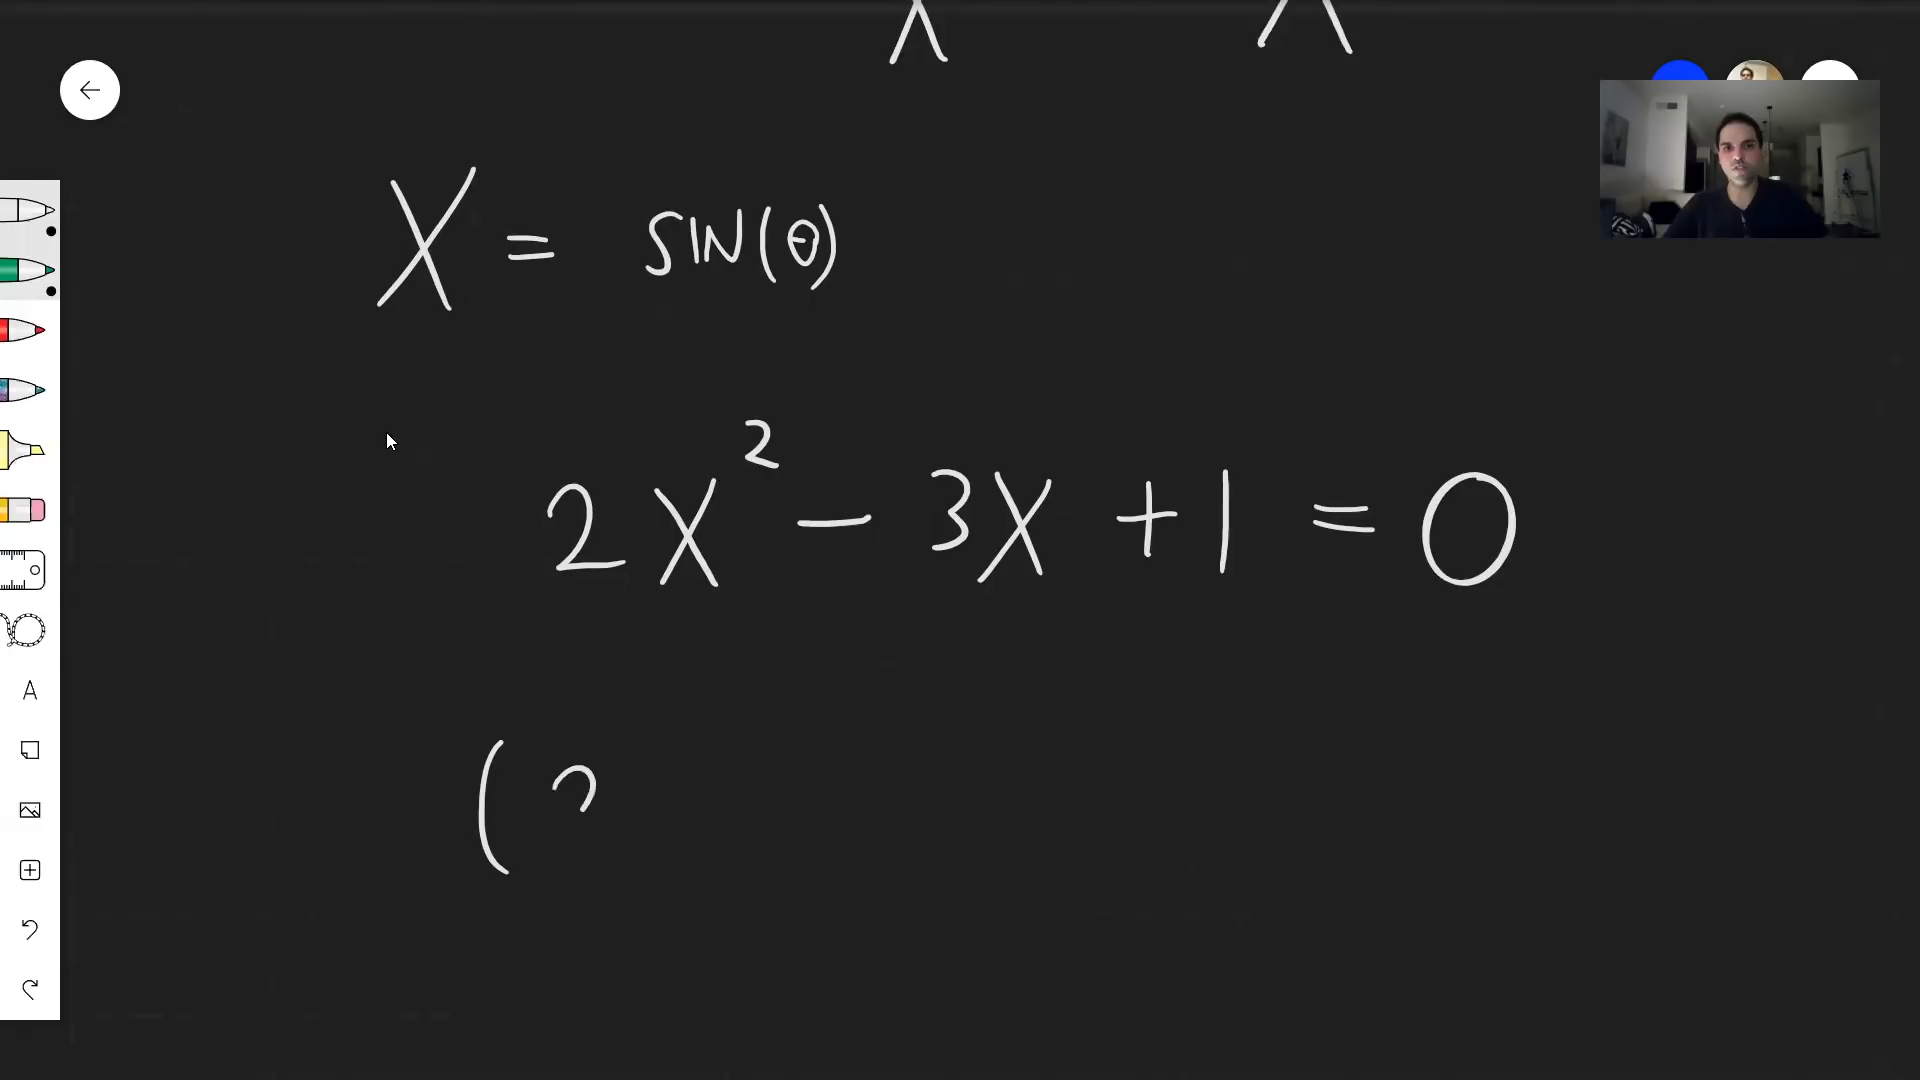 X = SIN(θ)
2X² − 3X + 1 = 0
(2
A